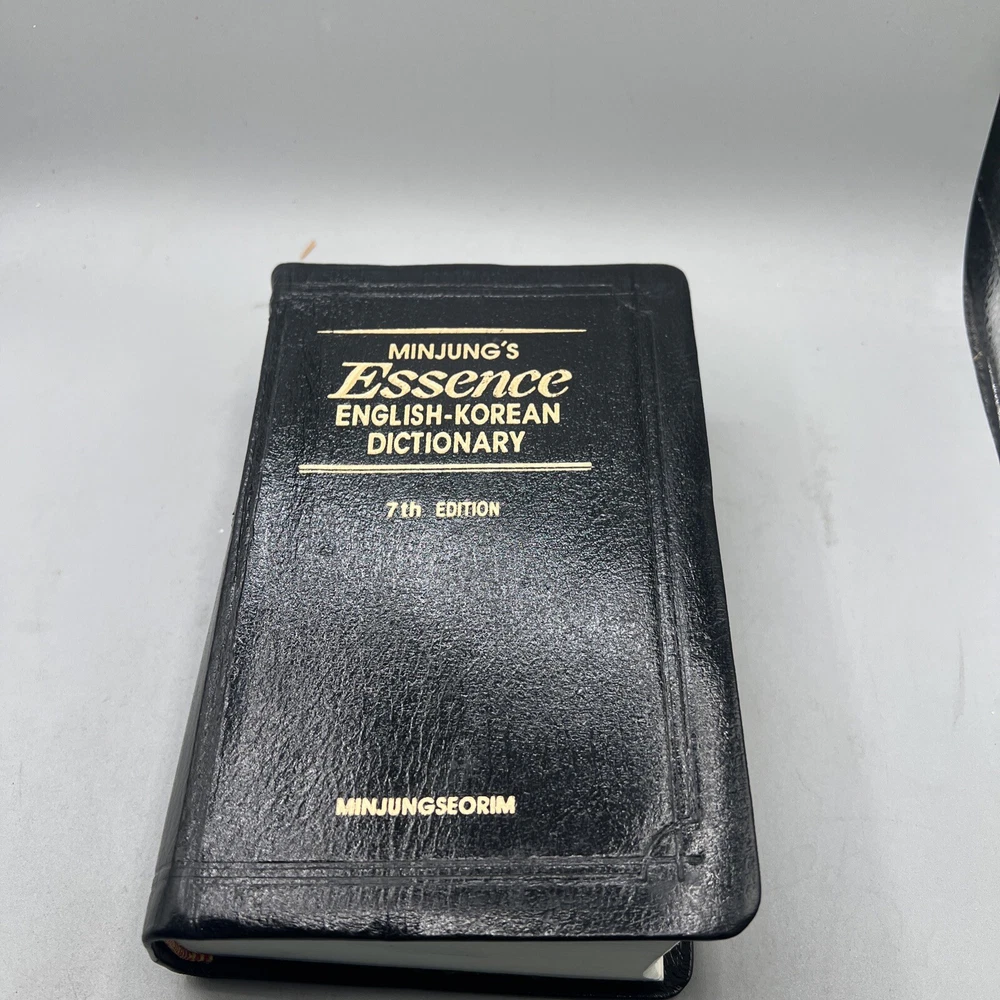 MINJUNG'S
Essence
ENGLISH-KOREAN
DICTIONARY
7th EDITION
MINJUNGSEORIM